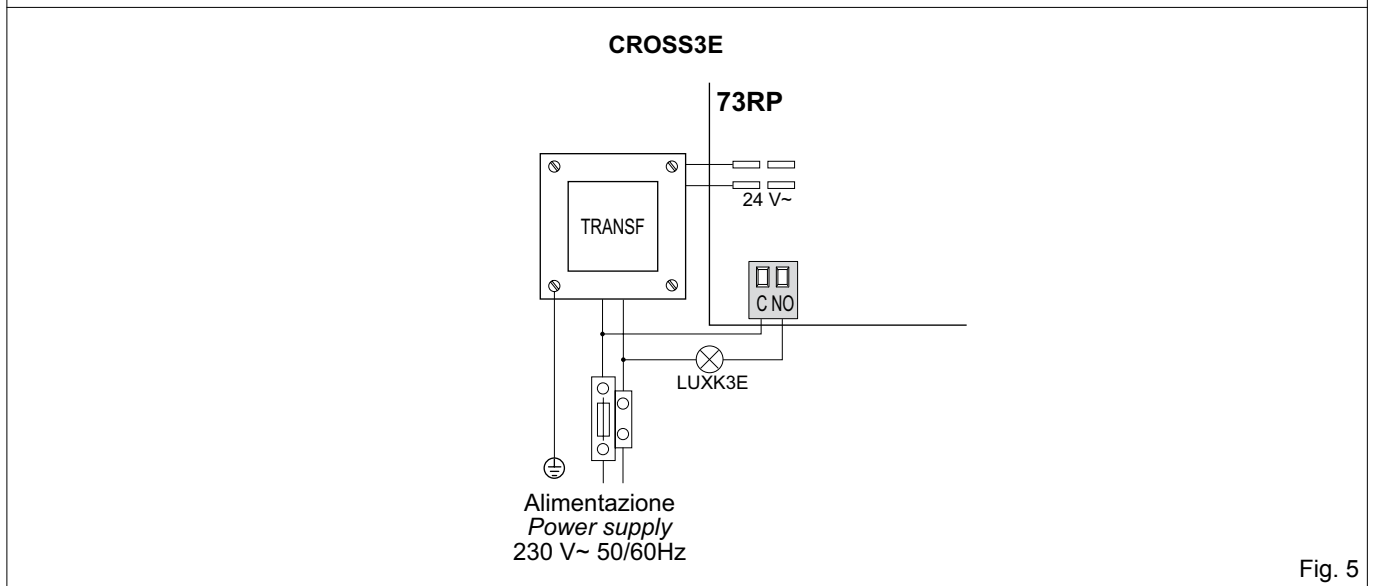 CROSS3E
73RP
24 V~
TRANSF
C NO
LUXK3E
Alimentazione
Power supply
230 V~ 50/60Hz
Fig. 5